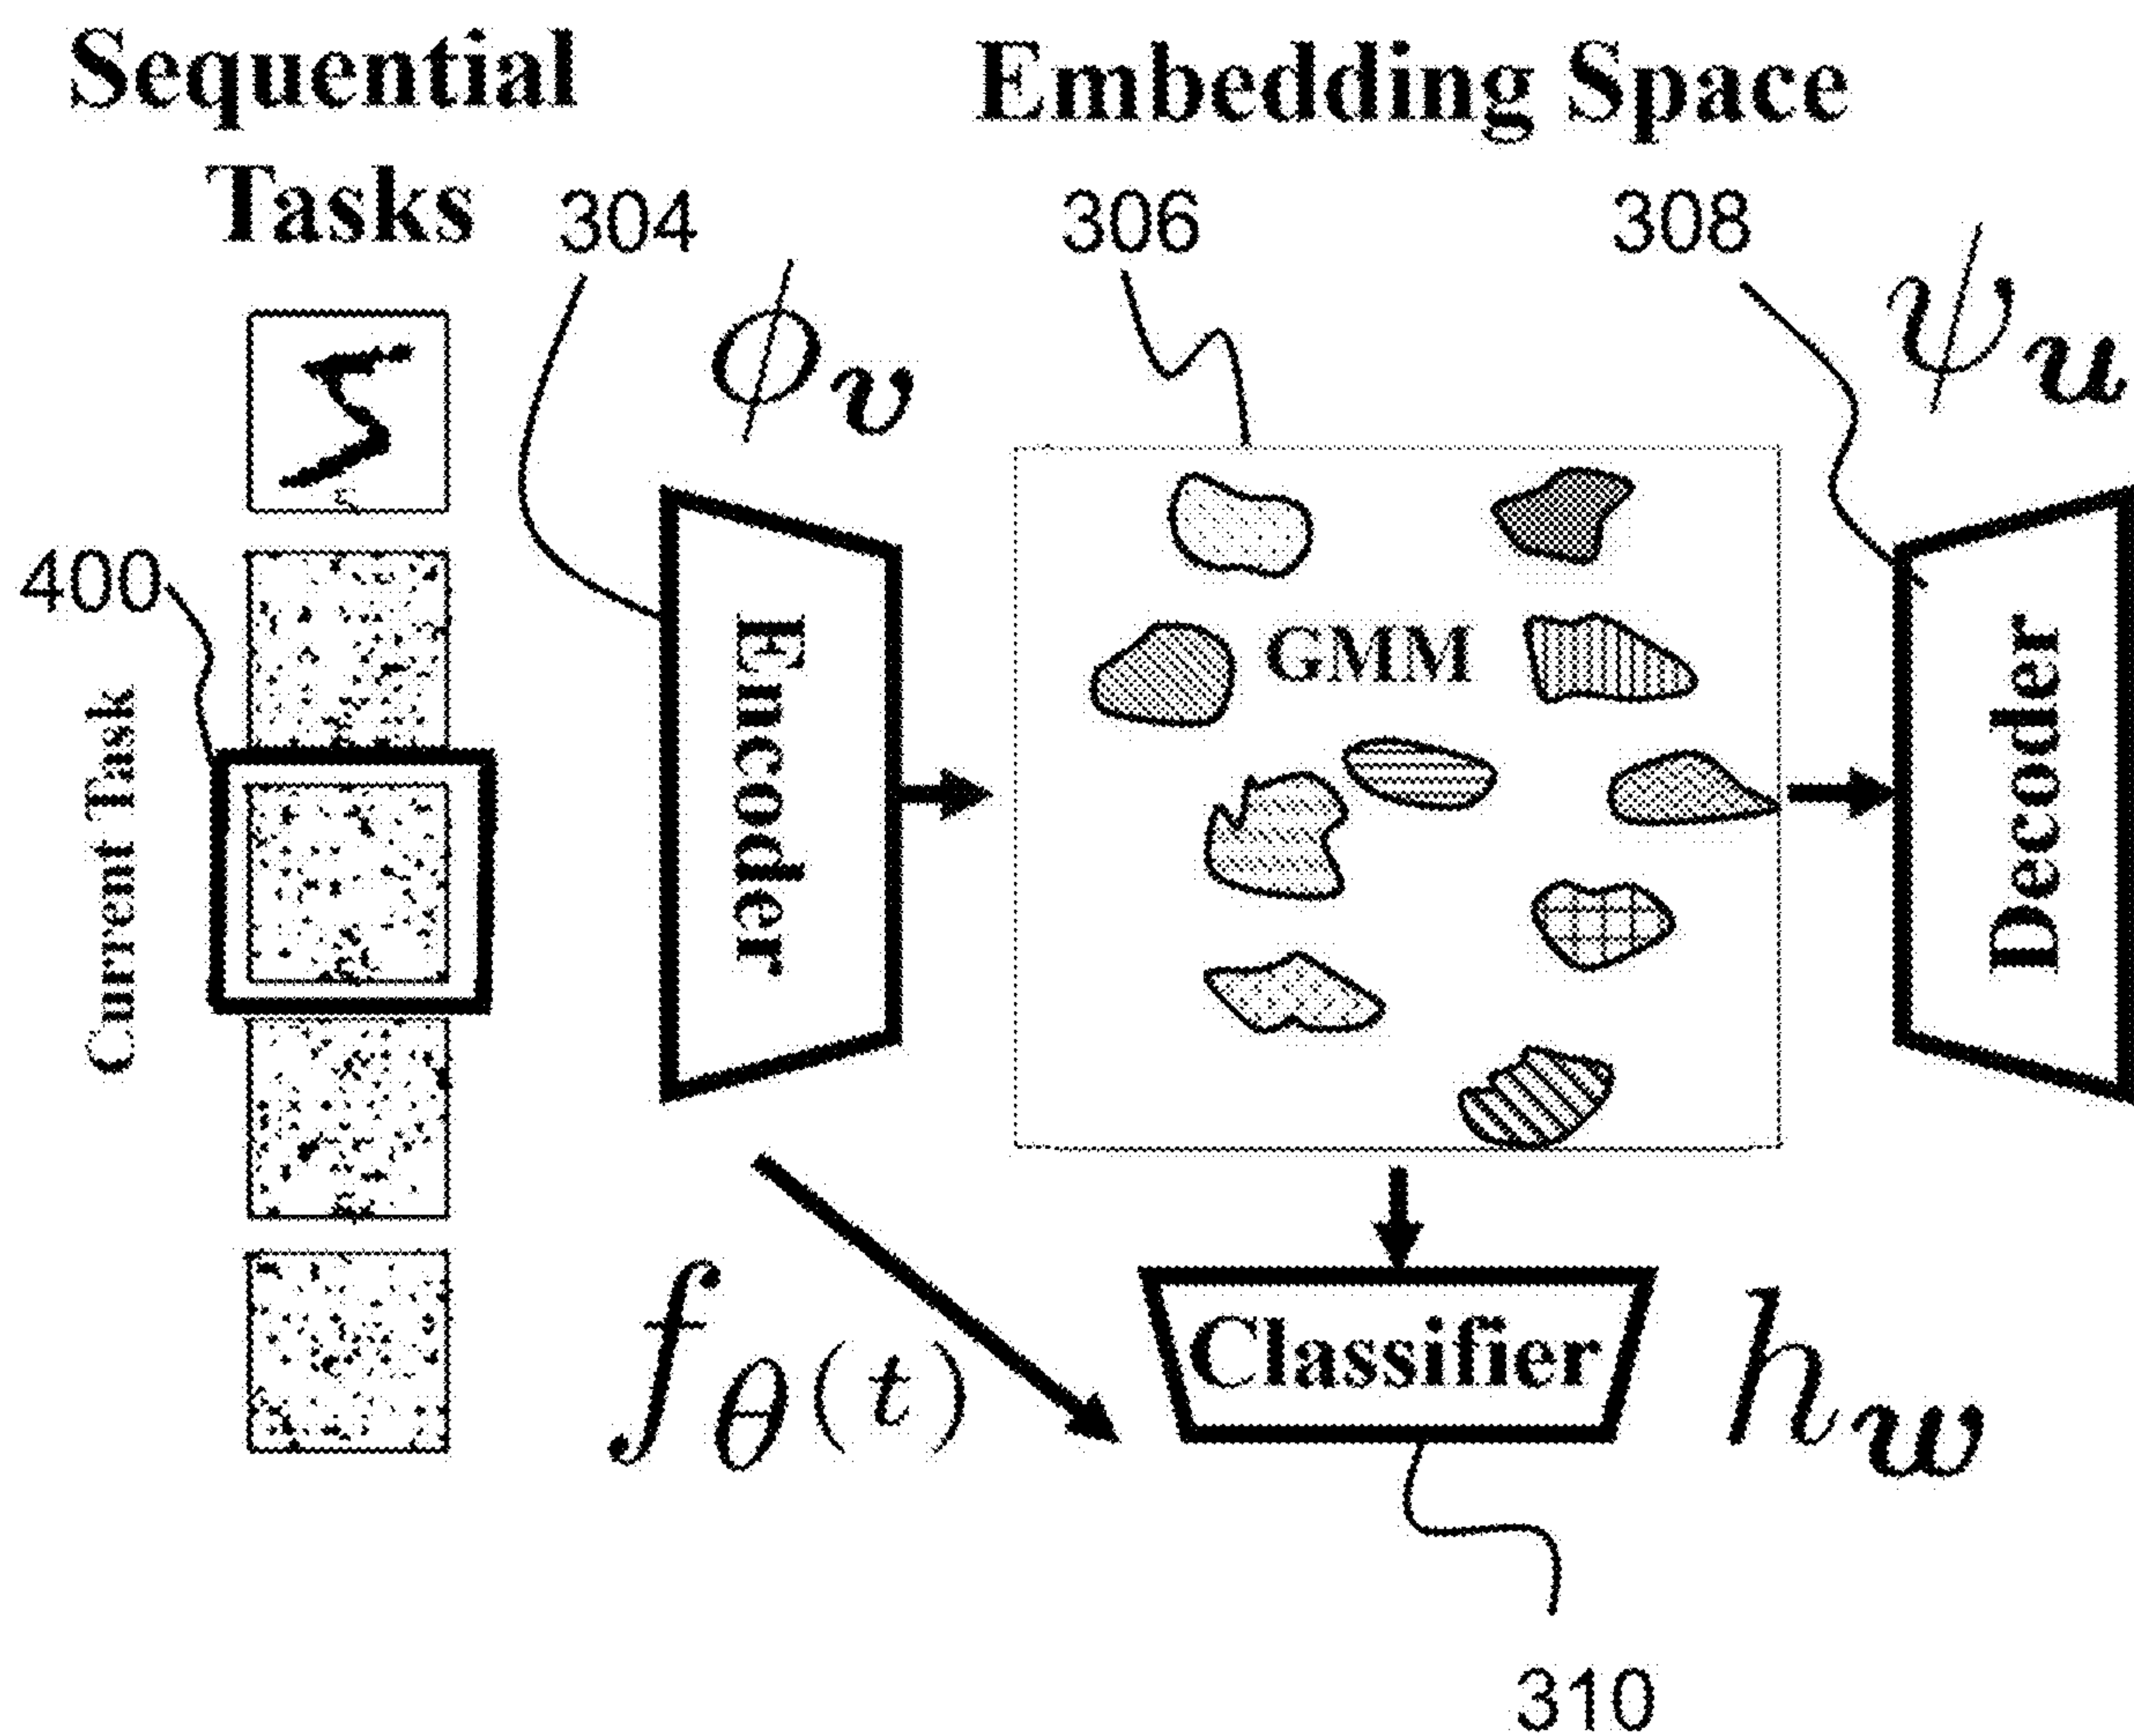 Sequential
Tasks
Embedding Space
304
306
308
ϕv
ψu
400
Current Task
Encoder
GMM
Decoder
fθ(t)
Classifier
hw
310